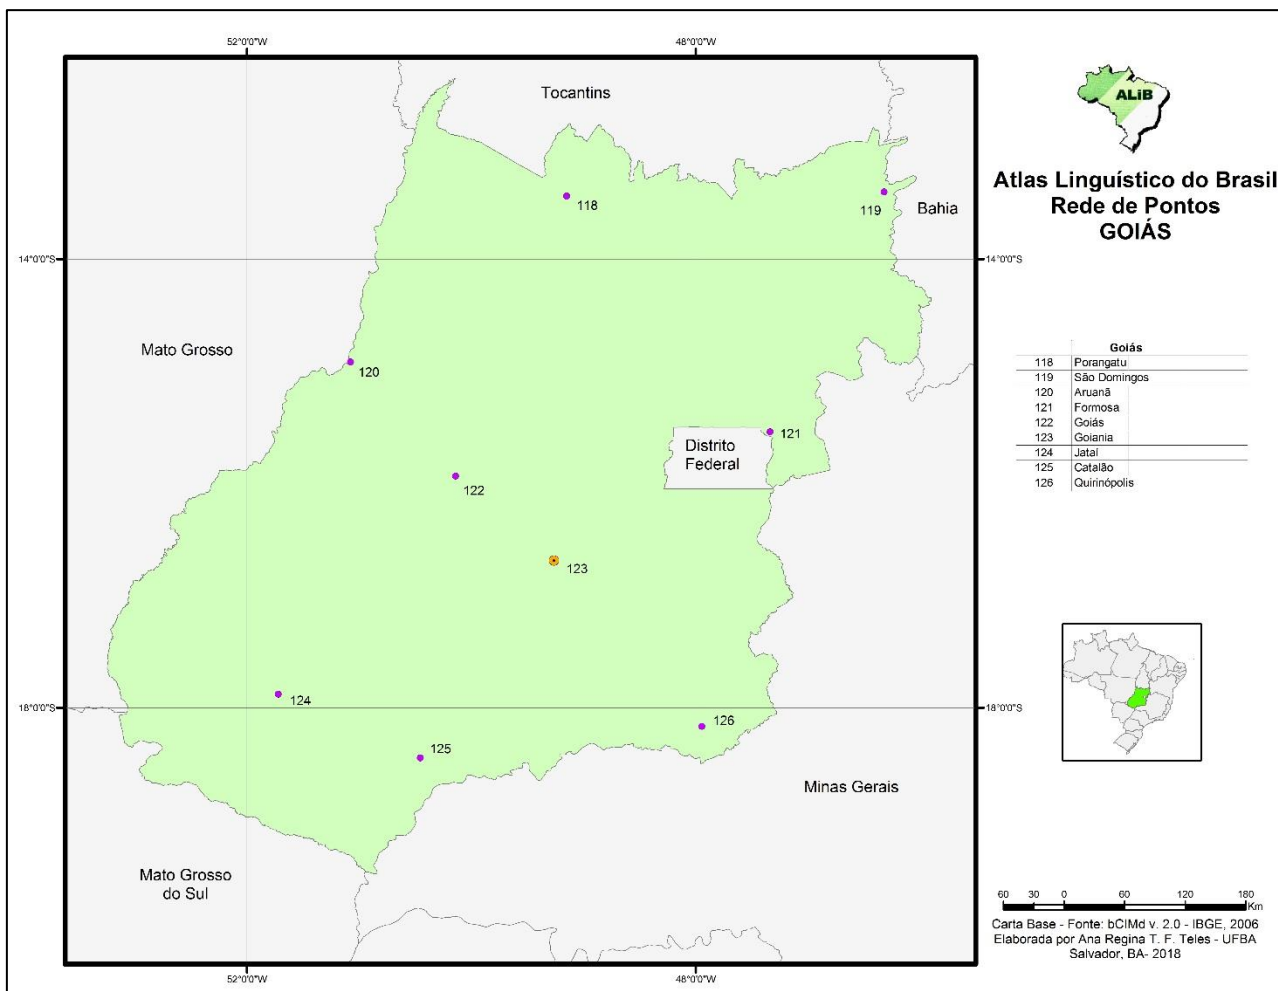 52°0'0"W
48°0'0"W
Tocantins
ALiB
Atlas Linguístico do Brasil
Rede de Pontos
GOIÁS
118
119
Bahia
14°0'0"S
14°0'0"S
Mato Grosso
120
Goiás
118 Porangatu
119 São Domingos
120 Aruanã
121 Formosa
122 Goiás
123 Goiania
124 Jataí
125 Catalão
126 Quirinópolis
121
Distrito
Federal
122
123
124
18°0'0"S
18°0'0"S
126
125
Minas Gerais
Mato Grosso
do Sul
60 30 0 60 120 180
Km
Carta Base - Fonte: bCIMd v. 2.0 - IBGE, 2006
Elaborada por Ana Regina T. F. Teles - UFBA
Salvador, BA- 2018
52°0'0"W
48°0'0"W